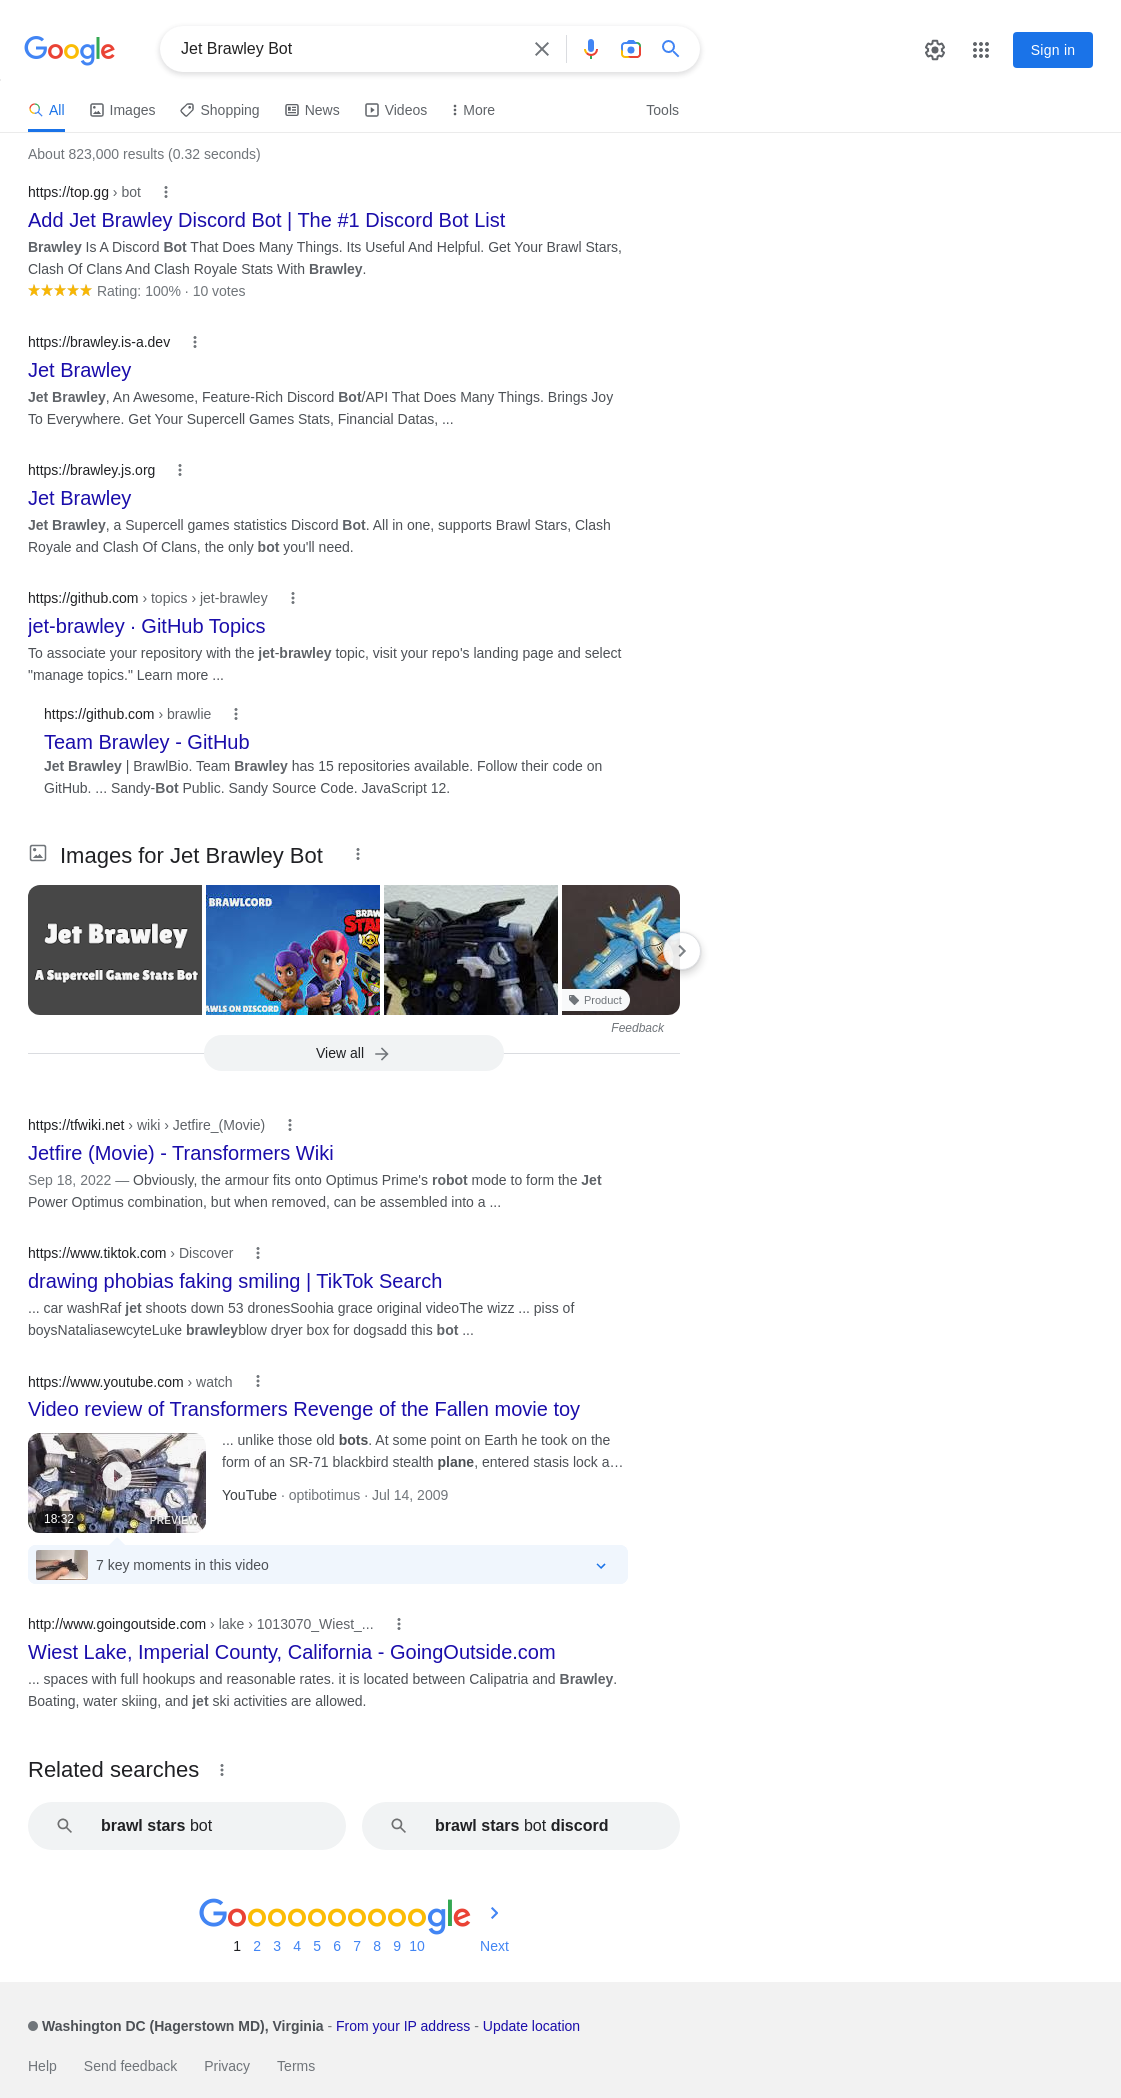 Google
Jet Brawley Bot
Sign in
All
Images
Shopping
News
Videos
More
Tools
About 823,000 results (0.32 seconds)
https://top.gg › bot
Add Jet Brawley Discord Bot | The #1 Discord Bot List
Brawley Is A Discord Bot That Does Many Things. Its Useful And Helpful. Get Your Brawl Stars,
Clash Of Clans And Clash Royale Stats With Brawley.
Rating: 100% · 10 votes
https://brawley.is-a.dev
Jet Brawley
Jet Brawley, An Awesome, Feature-Rich Discord Bot/API That Does Many Things. Brings Joy
To Everywhere. Get Your Supercell Games Stats, Financial Datas, ...
https://brawley.js.org
Jet Brawley
Jet Brawley, a Supercell games statistics Discord Bot. All in one, supports Brawl Stars, Clash
Royale and Clash Of Clans, the only bot you'll need.
https://github.com › topics › jet-brawley
jet-brawley · GitHub Topics
To associate your repository with the jet-brawley topic, visit your repo's landing page and select
"manage topics." Learn more ...
https://github.com › brawlie
Team Brawley - GitHub
Jet Brawley | BrawlBio. Team Brawley has 15 repositories available. Follow their code on
GitHub. ... Sandy-Bot Public. Sandy Source Code. JavaScript 12.
Images for Jet Brawley Bot
Jet Brawley
A Supercell Game Stats Bot
BRAWLCORD
BRAW
STA
AWLS ON DISCORD
Product
Feedback
View all
https://tfwiki.net › wiki › Jetfire_(Movie)
Jetfire (Movie) - Transformers Wiki
Sep 18, 2022 — Obviously, the armour fits onto Optimus Prime's robot mode to form the Jet
Power Optimus combination, but when removed, can be assembled into a ...
https://www.tiktok.com › Discover
drawing phobias faking smiling | TikTok Search
... car washRaf jet shoots down 53 dronesSoohia grace original videoThe wizz ... piss of
boysNataliasewcyteLuke brawleyblow dryer box for dogsadd this bot ...
https://www.youtube.com › watch
Video review of Transformers Revenge of the Fallen movie toy
... unlike those old bots. At some point on Earth he took on the
form of an SR-71 blackbird stealth plane, entered stasis lock a…
YouTube · optibotimus · Jul 14, 2009
18:32
PREVIEW
7 key moments in this video
http://www.goingoutside.com › lake › 1013070_Wiest_...
Wiest Lake, Imperial County, California - GoingOutside.com
... spaces with full hookups and reasonable rates. it is located between Calipatria and Brawley.
Boating, water skiing, and jet ski activities are allowed.
Related searches
brawl stars bot
brawl stars bot discord
Goooooooooogle
1 2 3 4 5 6 7 8 9 10 Next
Washington DC (Hagerstown MD), Virginia - From your IP address - Update location
Help Send feedback Privacy Terms